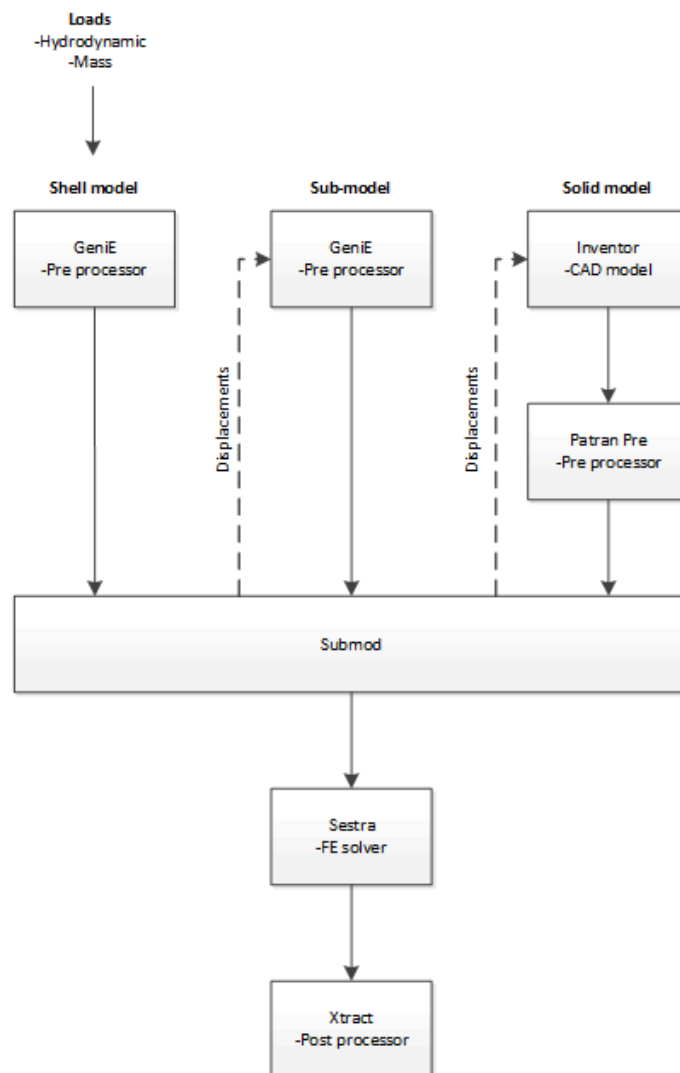 Loads
-Hydrodynamic
-Mass
Shell model
Sub-model
Solid model
GeniE
-Pre processor
GeniE
-Pre processor
Inventor
-CAD model
Displacements
Displacements
Patran Pre
-Pre processor
Submod
Sestra
-FE solver
Xtract
-Post processor